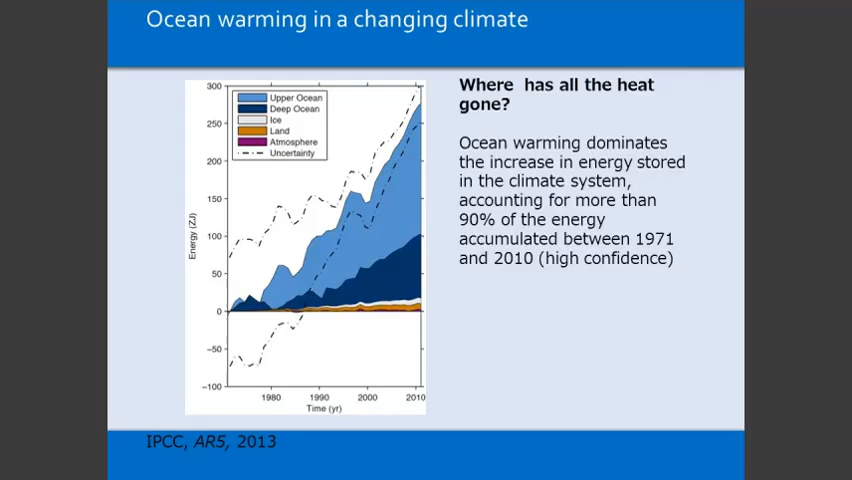 Ocean warming in a changing climate
300
250
200
150
100
50
0
−50
−100
Energy (ZJ)
Upper Ocean
Deep Ocean
Ice
Land
Atmosphere
Uncertainty
1980
1990
2000
2010
Time (yr)
Where has all the heat
gone?
Ocean warming dominates
the increase in energy stored
in the climate system,
accounting for more than
90% of the energy
accumulated between 1971
and 2010 (high confidence)
IPCC, AR5, 2013